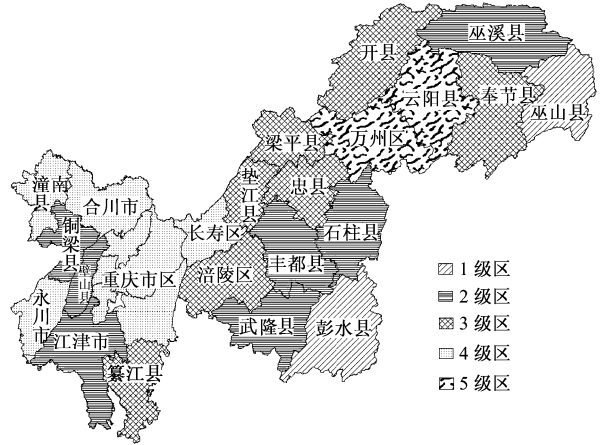 巫溪县
开县
云阳县
奉节县
巫山县
万州区
梁平县
垫江县
忠县
潼南县
合川市
铜梁县
长寿区
石柱县
璧山县
重庆市区
涪陵区
丰都县
永川市
武隆县
彭水县
江津市
綦江县
1 级区
2 级区
3 级区
4 级区
5 级区